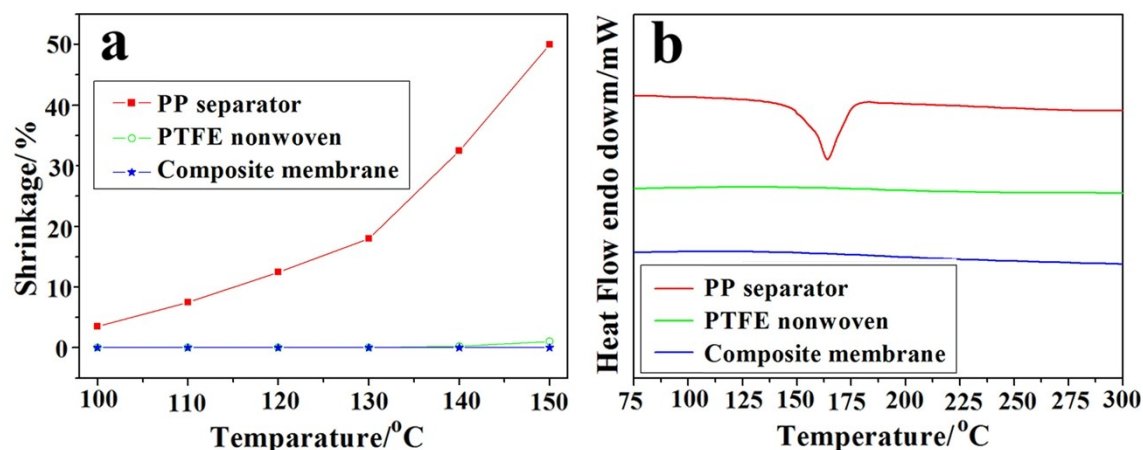 a
Shrinkage/%
50
40
30
20
10
0
PP separator
PTFE nonwoven
Composite membrane
100 110 120 130 140 150
Temparature/°C
b
Heat Flow endo dowm/mW
PP separator
PTFE nonwoven
Composite membrane
75 100 125 150 175 200 225 250 275 300
Temperature/°C